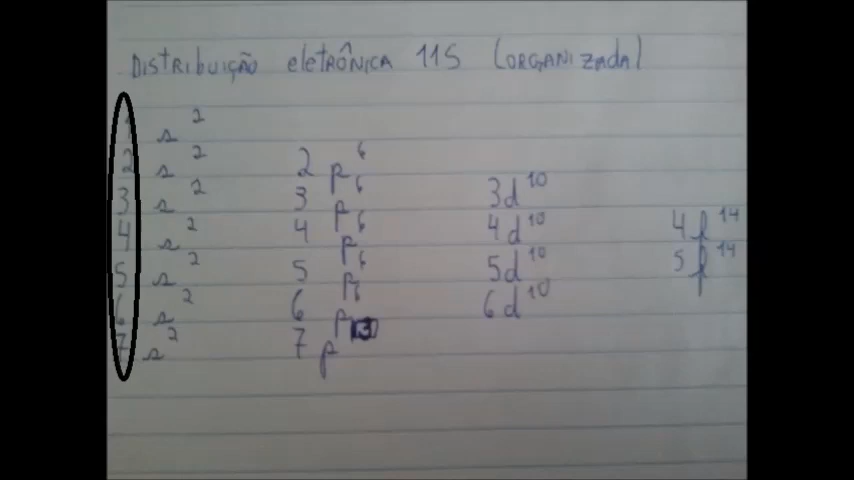 Distribuição eletrônica 115 (organizada)
1 s 2
2 s 2 2 p 6
3 s 2 3 p 6 3d 10
4 s 2 4 p 6 4d 10 4 f 14
5 s 2 5 p 6 5d 10 5 f 14
6 s 2 6 p 6 6d 10
7 s 2 7 p 3